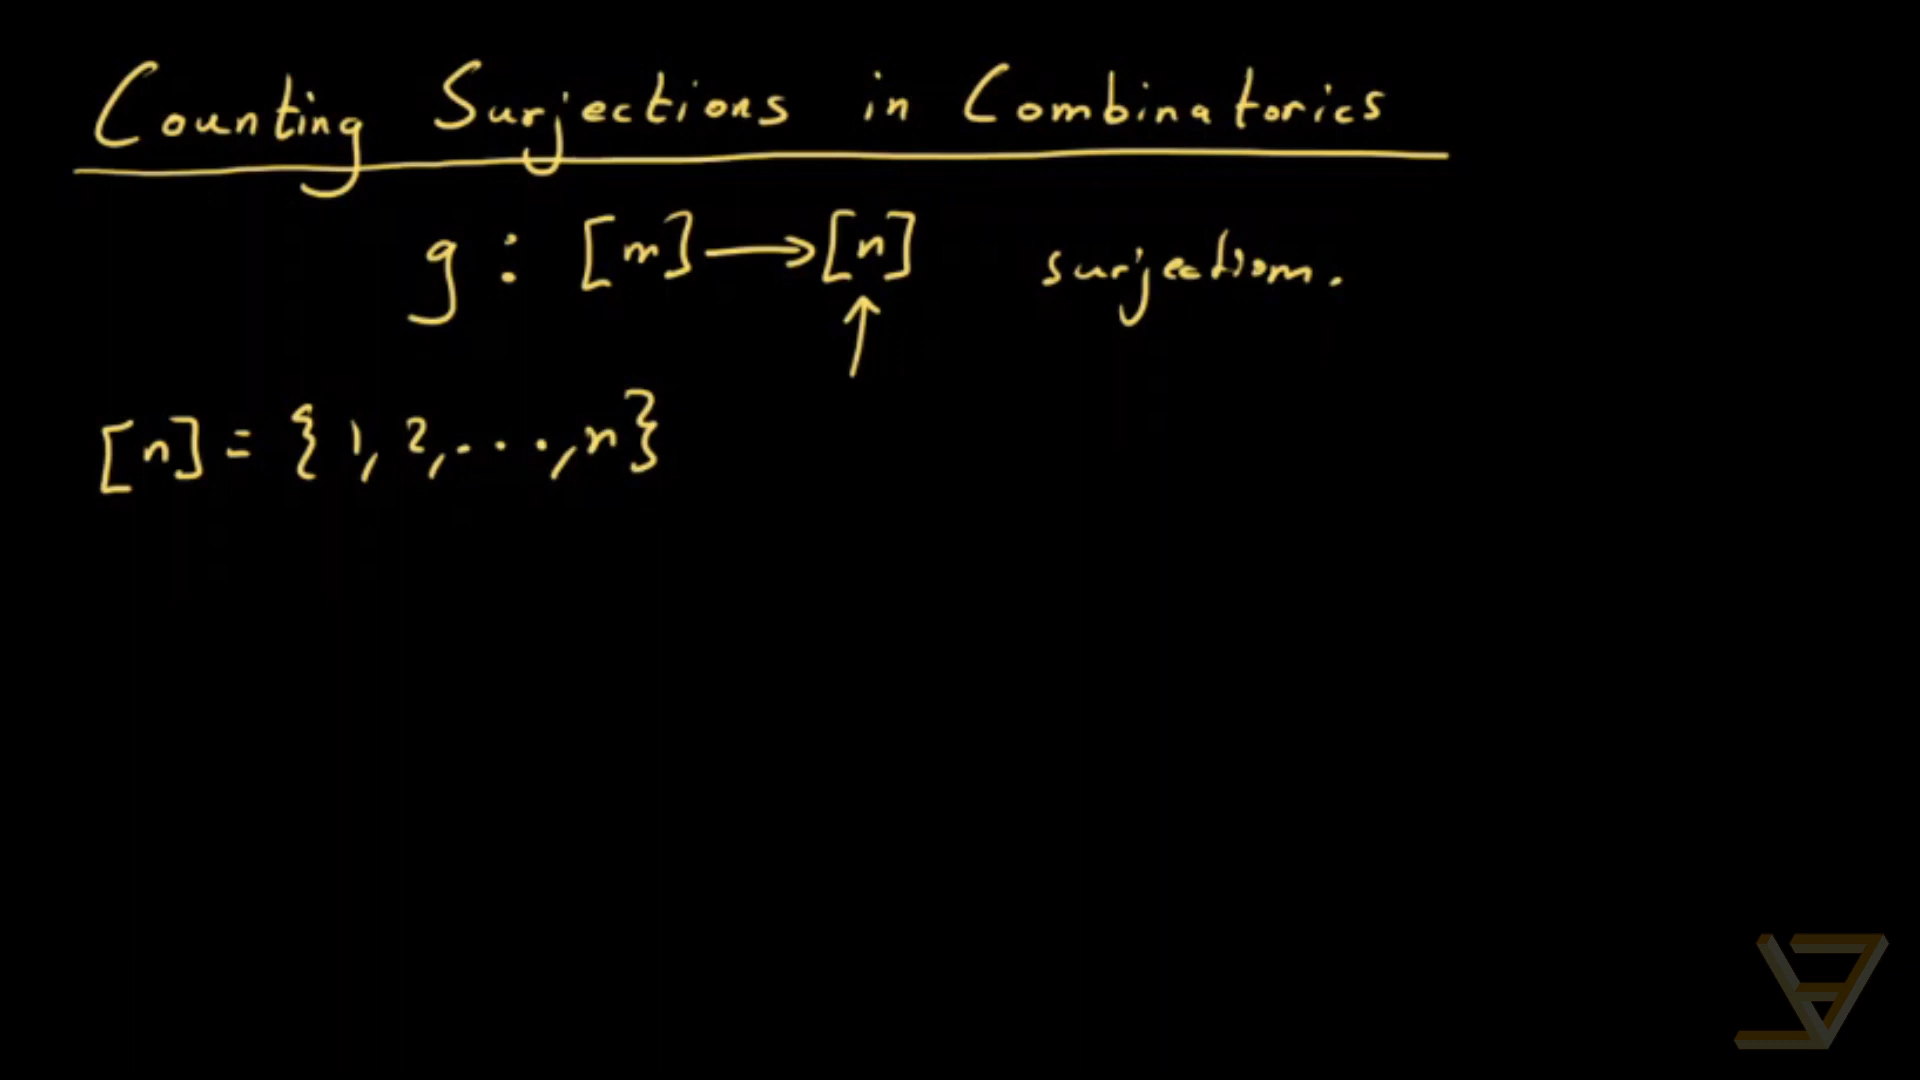 Counting Surjections in Combinatorics
g : [m] → [n] surjection.
↑
[n] = { 1, 2, . . . , n }